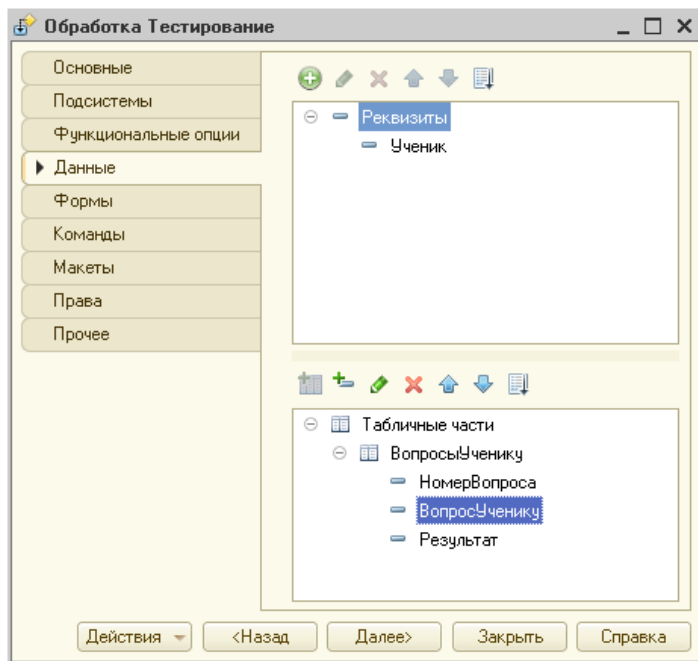 Обработка Тестирование
Основные
Подсистемы
Функциональные опции
Данные
Формы
Команды
Макеты
Права
Прочее
Реквизиты
Ученик
Табличные части
ВопросыУченику
НомерВопроса
ВопросУченику
Результат
Действия
<Назад
Далее>
Закрыть
Справка